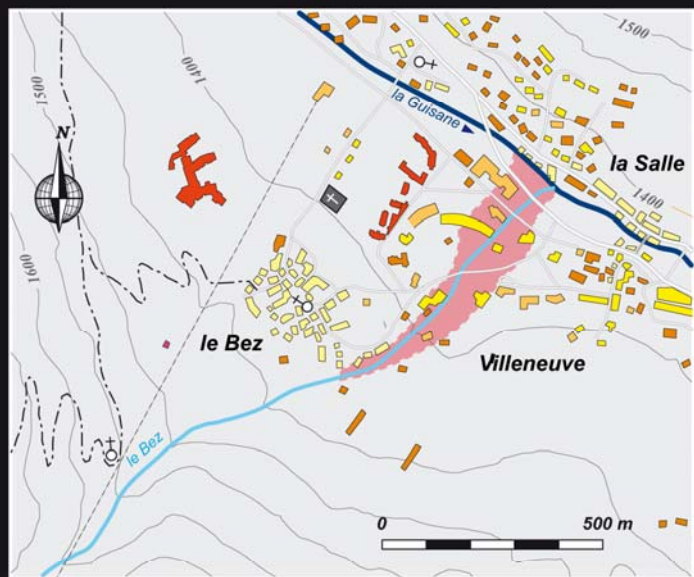 1500
1500
1400
N
la Guisane
la Salle
1400
1600
le Bez
Villeneuve
le Bez
0 500 m